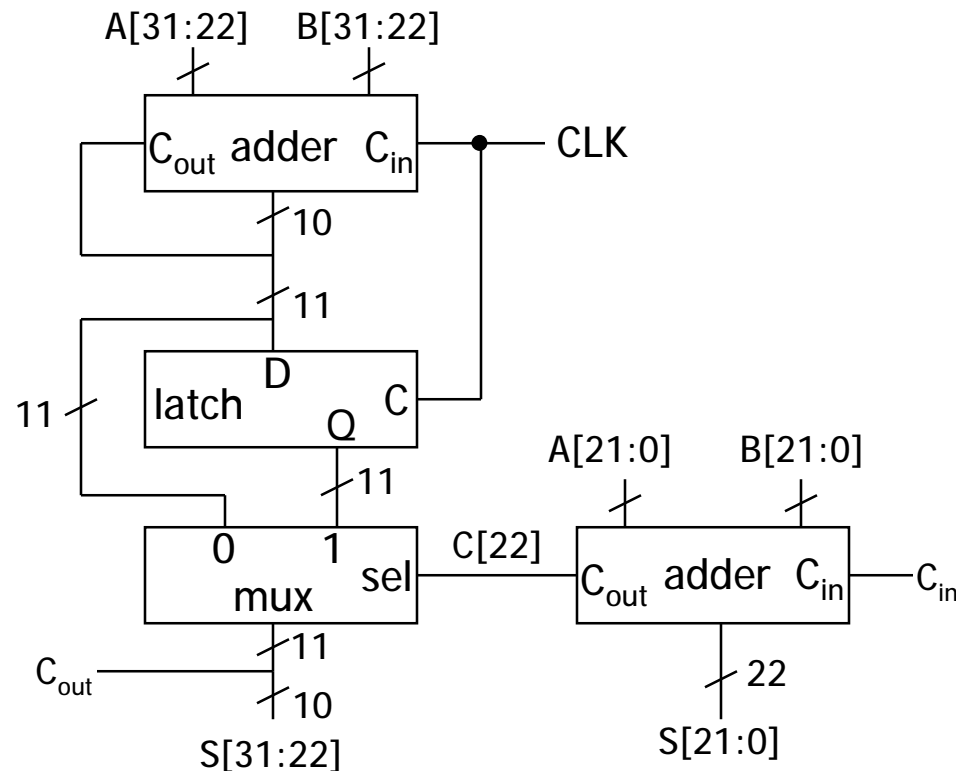 A[31:22] B[31:22]
Cout adder Cin CLK
10
11
D
11 latch C
Q
A[21:0] B[21:0]
11
0 1 C[22]
sel Cout adder Cin Cin
mux
11
Cout
10 22
S[31:22] S[21:0]